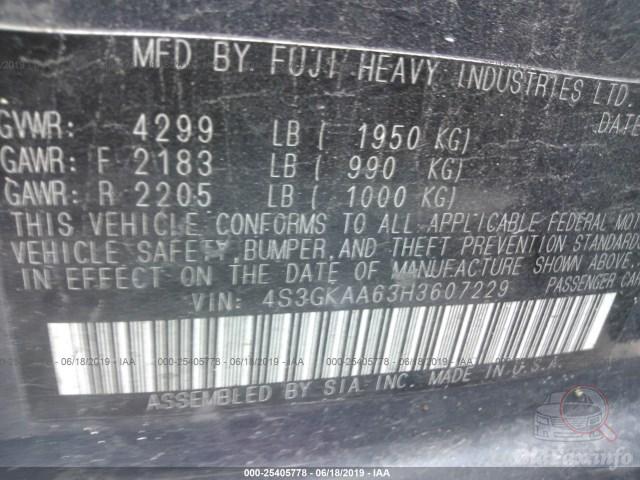 MFD BY FUJI HEAVY INDUSTRIES LTD.
DATE
GVWR: 4299 LB ( 1950 KG)
GAWR: F 2183 LB ( 990 KG)
GAWR: R 2205 LB ( 1000 KG)
THIS VEHICLE CONFORMS TO ALL APPLICABLE FEDERAL MOT
VEHICLE SAFETY, BUMPER, AND THEFT PREVENTION STANDARD
IN EFFECT ON THE DATE OF MANUFACTURE SHOWN ABOVE.
VIN: 4S3GKAA63H3607229 PASSENGER CA
ASSEMBLED BY SIA INC. MADE IN U.S.A.
000-25405778 - 06/18/2019 - IAA